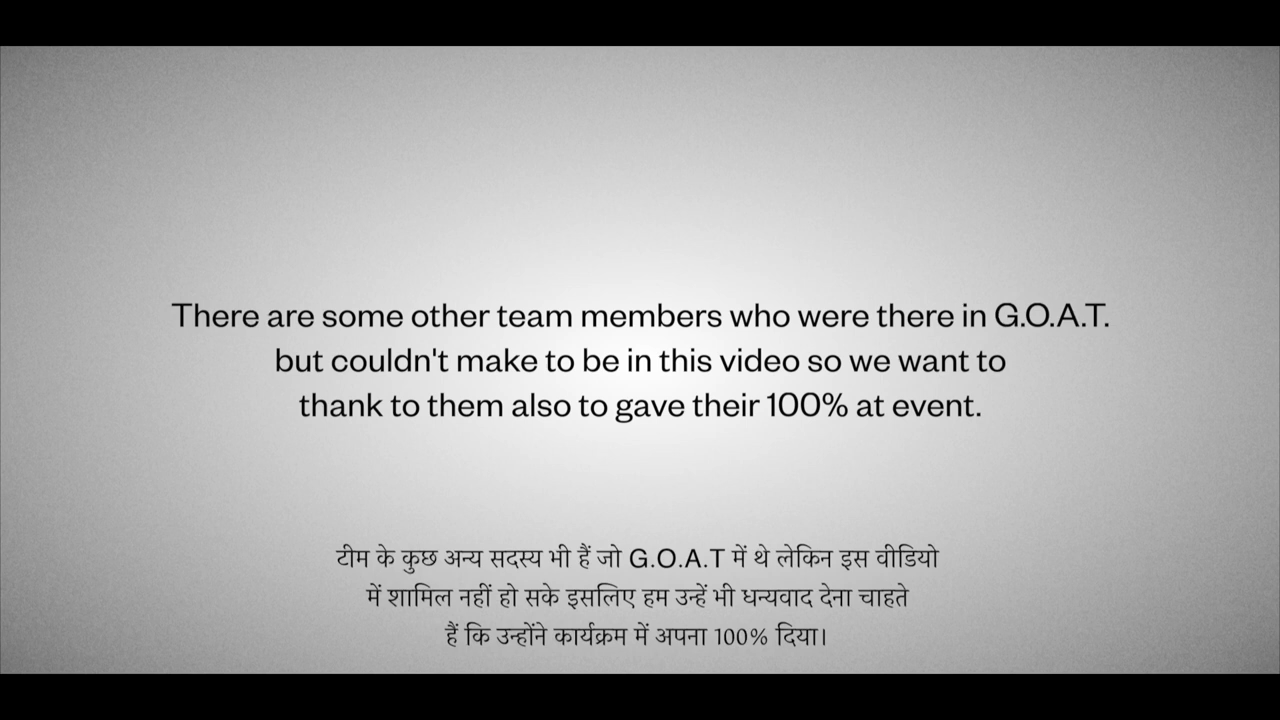 There are some other team members who were there in G.O.A.T.
but couldn't make to be in this video so we want to
thank to them also to gave their 100% at event.
टीम के कुछ अन्य सदस्य भी हैं जो G.O.A.T में थे लेकिन इस वीडियो
में शामिल नहीं हो सके इसलिए हम उन्हें भी धन्यवाद देना चाहते
हैं कि उन्होंने कार्यक्रम में अपना 100% दिया।